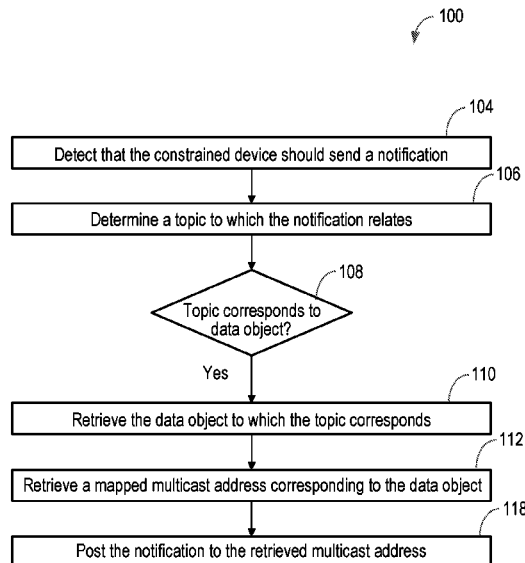 100
104
Detect that the constrained device should send a notification
106
Determine a topic to which the notification relates
108
Topic corresponds to
data object?
Yes
110
Retrieve the data object to which the topic corresponds
112
Retrieve a mapped multicast address corresponding to the data object
118
Post the notification to the retrieved multicast address